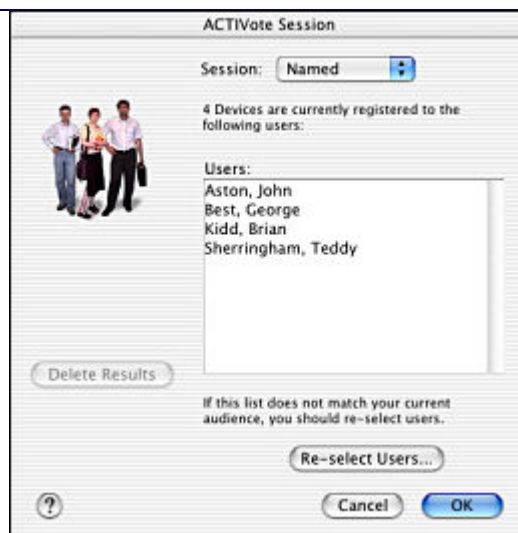 ACTIVote Session
Session: Named
4 Devices are currently registered to the
following users:
Users:
Aston, John
Best, George
Kidd, Brian
Sherringham, Teddy
Delete Results
If this list does not match your current
audience, you should re-select users.
Re-select Users...
?
Cancel
OK